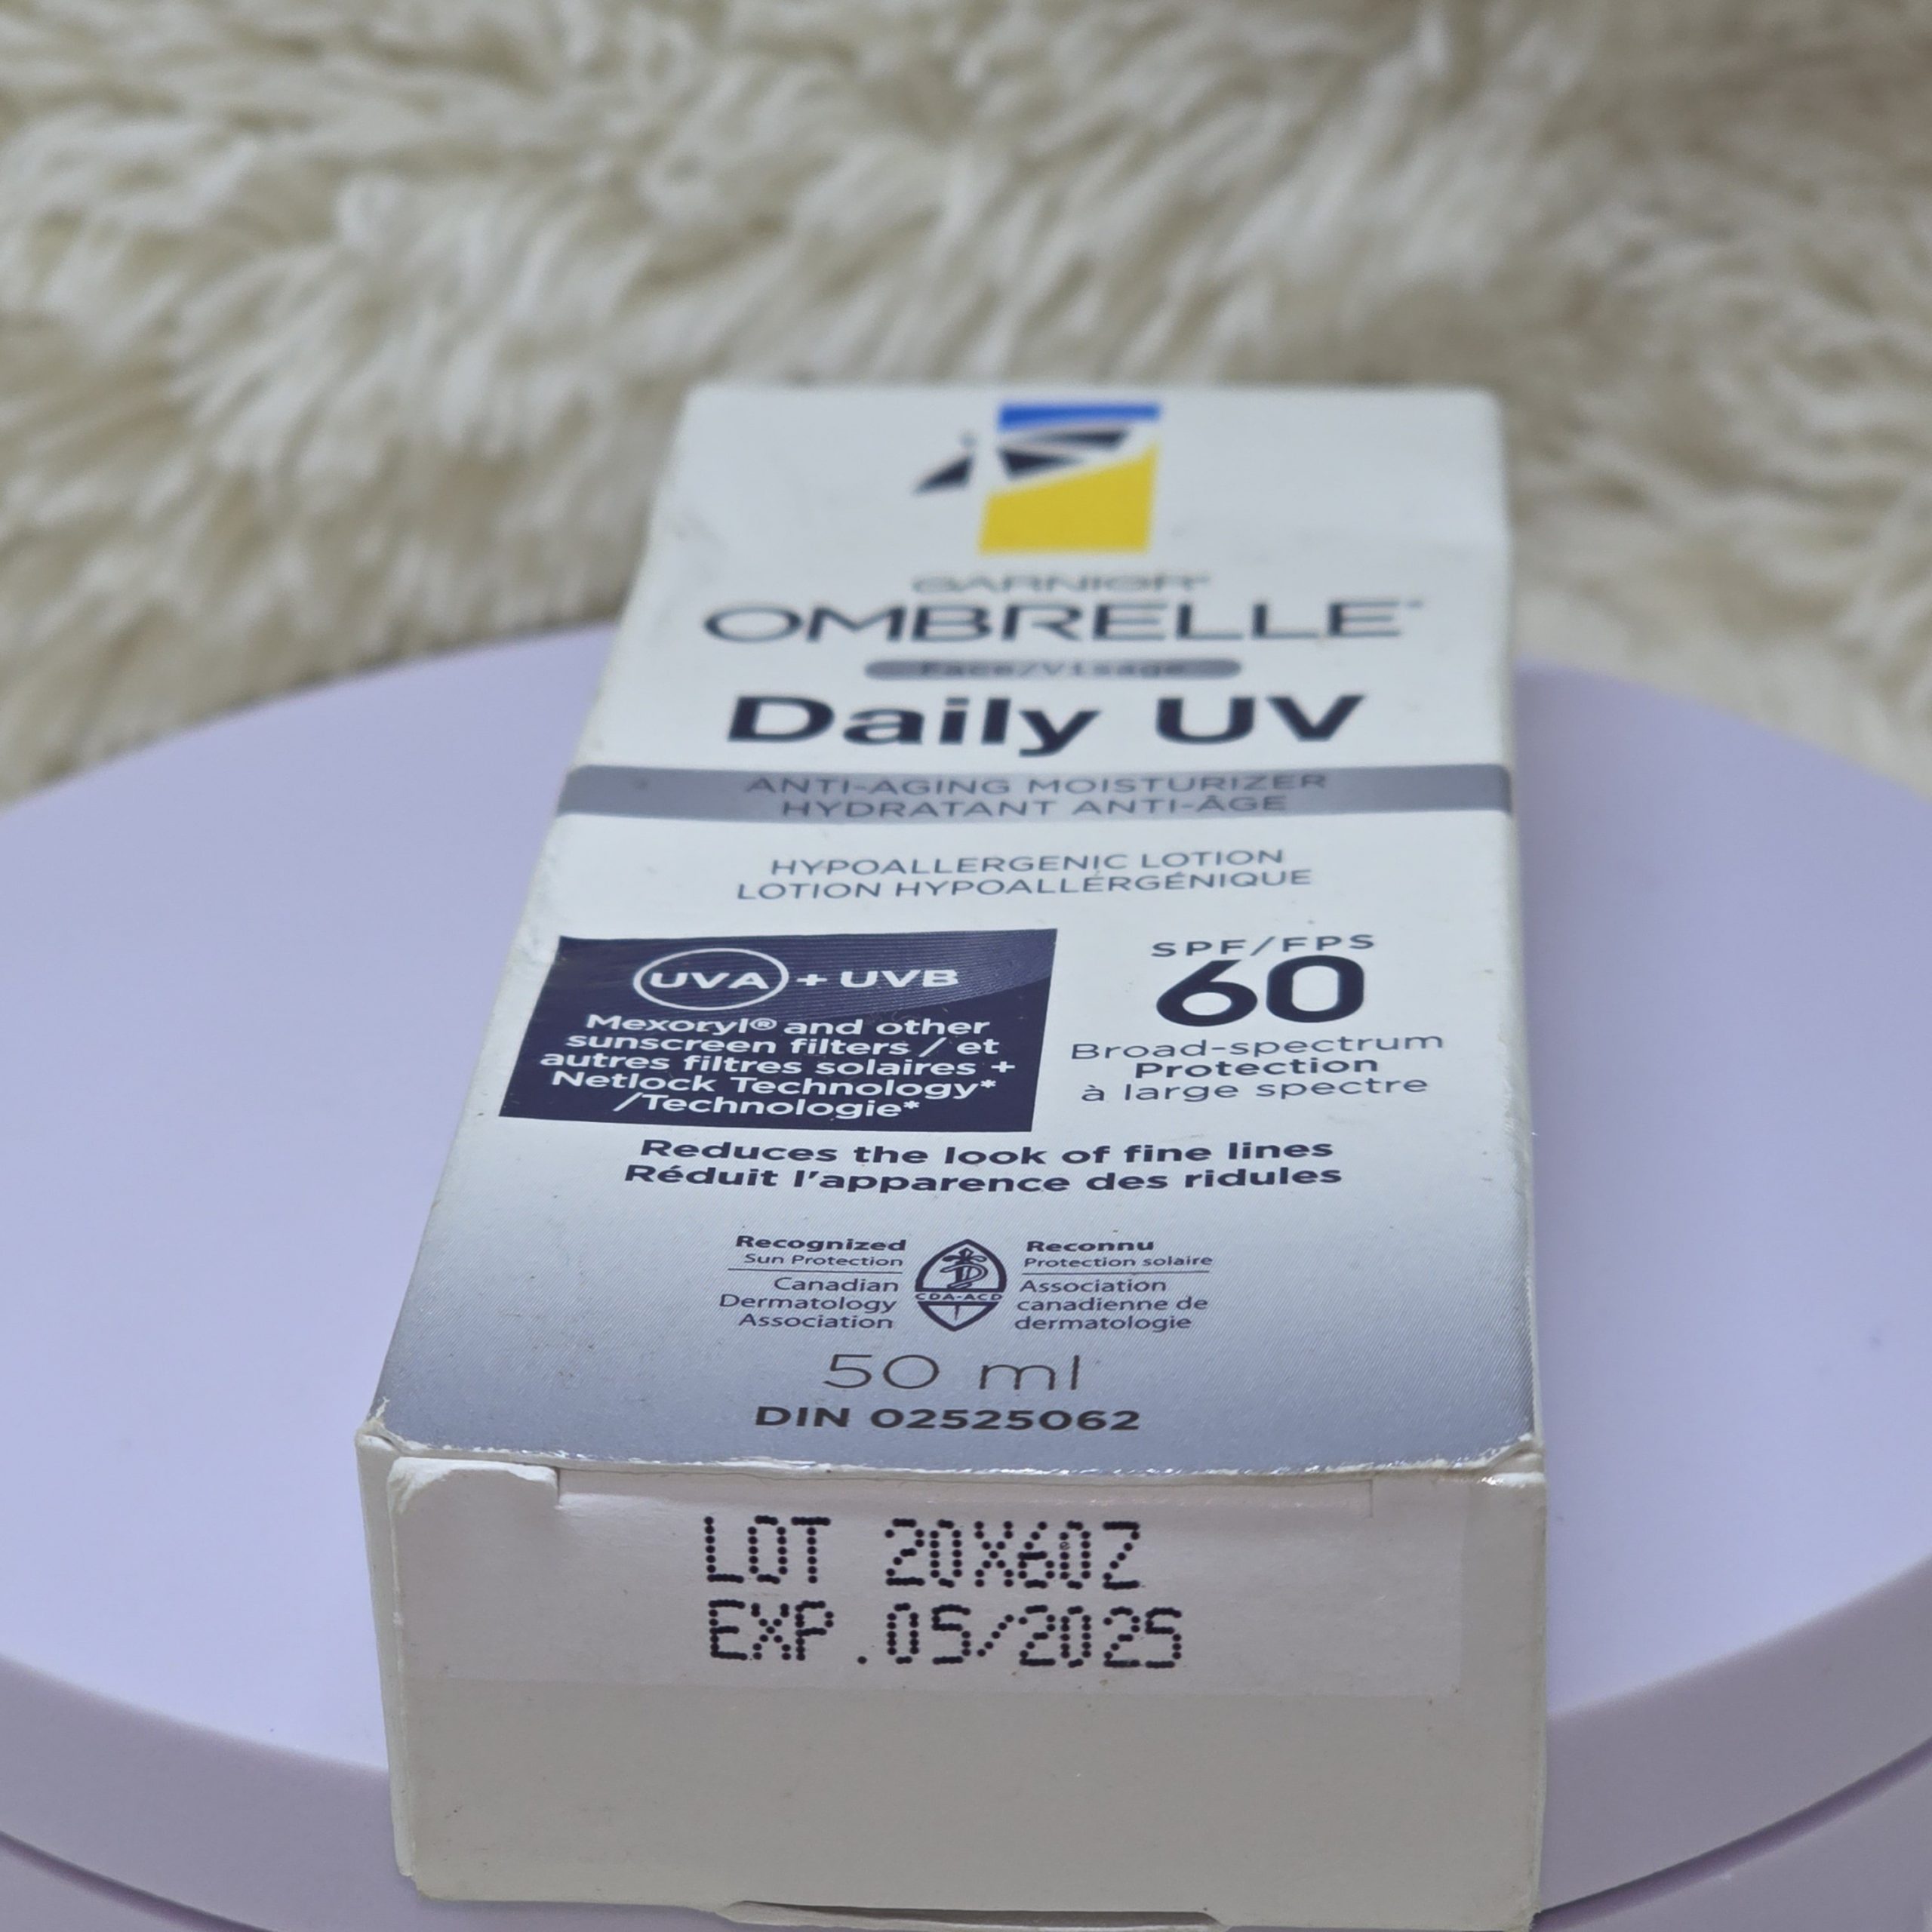 GARNIER
OMBRELLE
Face/Visage
Daily UV
ANTI-AGING MOISTURIZER
HYDRATANT ANTI-ÂGE
HYPOALLERGENIC LOTION
LOTION HYPOALLERGÉNIQUE
UVA + UVB
Mexoryl® and other
sunscreen filters / et
autres filtres solaires +
Netlock Technology*
/Technologie*
SPF/FPS
60
Broad-spectrum
Protection
à large spectre
Reduces the look of fine lines
Réduit l'apparence des ridules
Recognized
Sun Protection
Canadian
Dermatology
Association
CDA-ACD
Reconnu
Protection solaire
Association
canadienne de
dermatologie
50 ml
DIN 02525062
LOT 20X60Z
EXP.05/2025